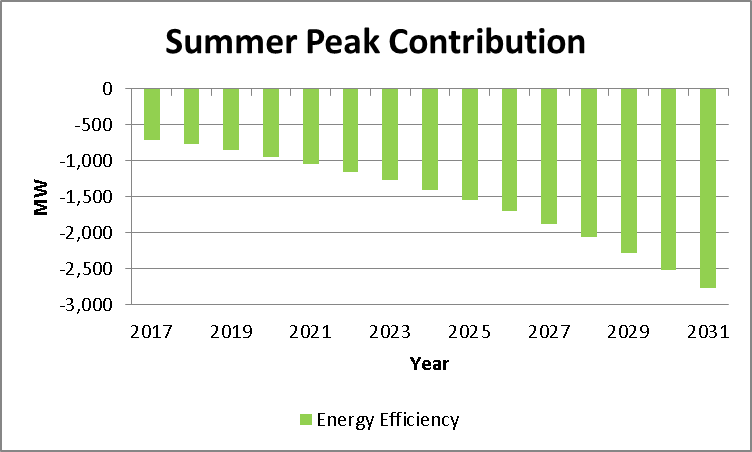 Summer Peak Contribution
0
-500
-1,000
-1,500
-2,000
-2,500
-3,000
MW
2017 2019 2021 2023 2025 2027 2029 2031
Year
Energy Efficiency